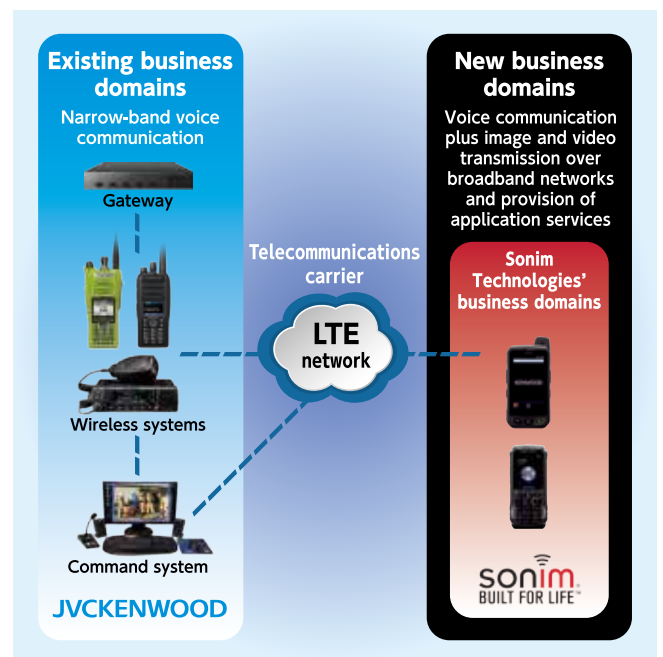 Existing business
domains
Narrow-band voice
communication
Gateway
Wireless systems
Command system
JVCKENWOOD
Telecommunications
carrier
LTE
network
New business
domains
Voice communication
plus image and video
transmission over
broadband networks
and provision of
application services
Sonim
Technologies’
business domains
KENWOOD
sonim
BUILT FOR LIFE™